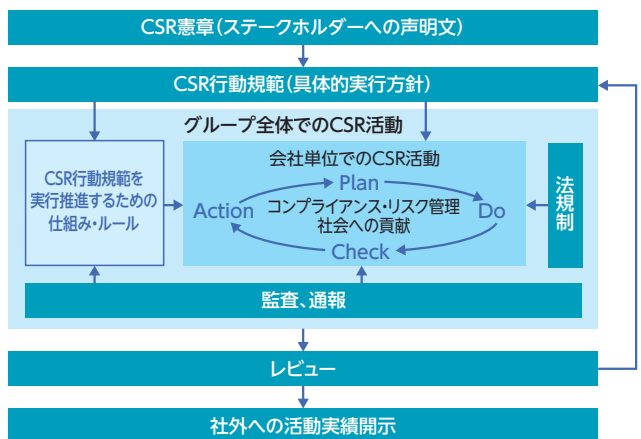 CSR憲章(ステークホルダーへの声明文)
CSR行動規範(具体的実行方針)
グループ全体でのCSR活動
CSR行動規範を
実行推進するための
仕組み・ルール
会社単位でのCSR活動
Plan
Action
コンプライアンス・リスク管理
社会への貢献
Do
Check
法規制
監査、通報
レビュー
社外への活動実績開示